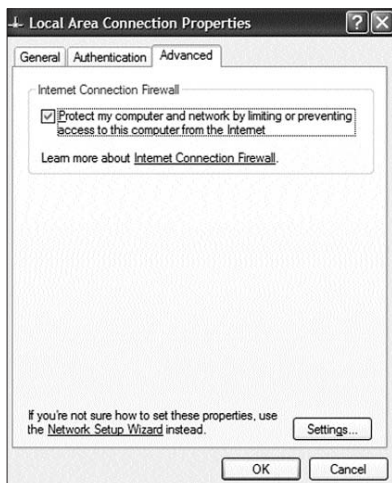 Local Area Connection Properties
General Authentication Advanced
Internet Connection Firewall
Protect my computer and network by limiting or preventing
access to this computer from the Internet
Learn more about Internet Connection Firewall.
If you're not sure how to set these properties, use
the Network Setup Wizard instead.
Settings...
OK Cancel